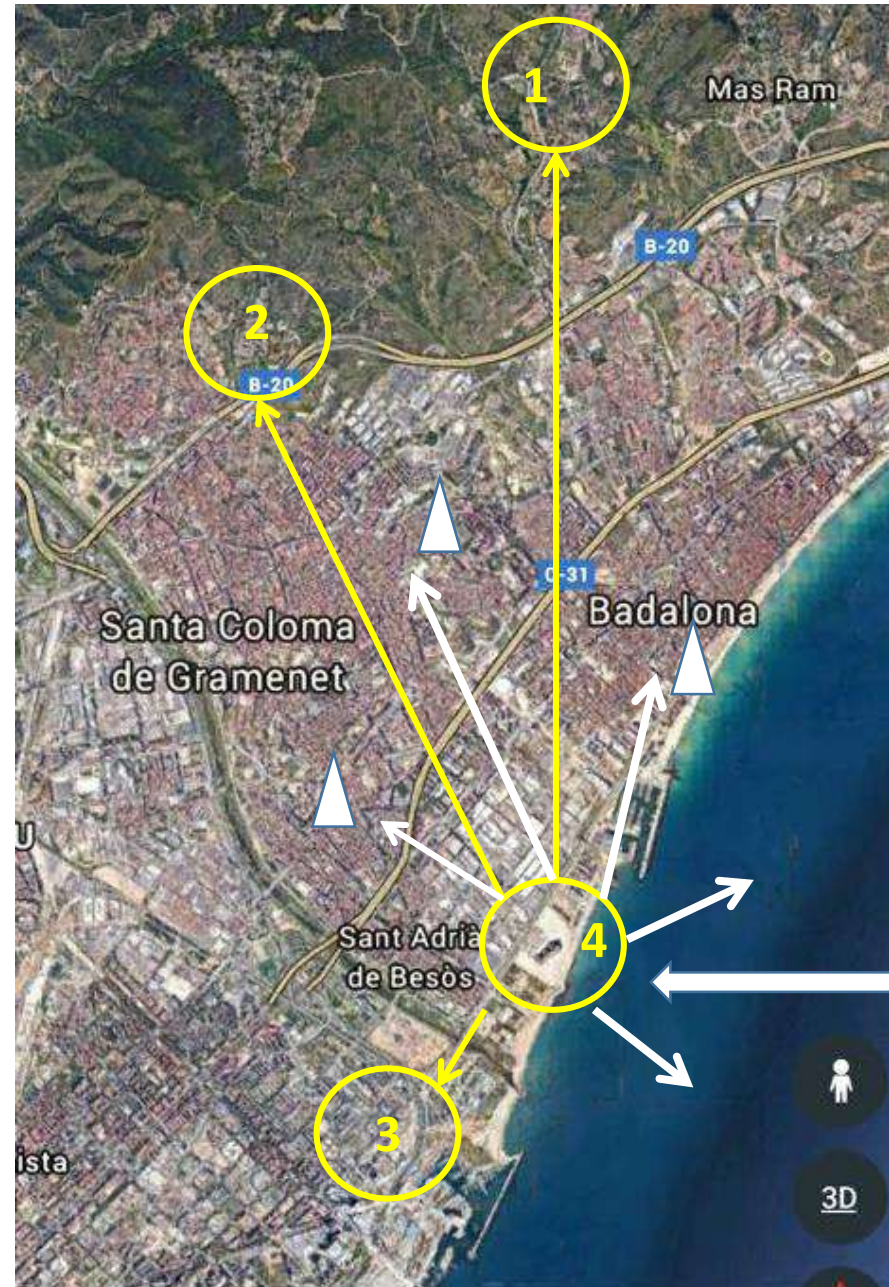 1
Mas Ram
B-20
2
B-20
C-31
Badalona
Santa Coloma
de Gramenet
U
4
Sant Adrià
de Besòs
3
ista
3D